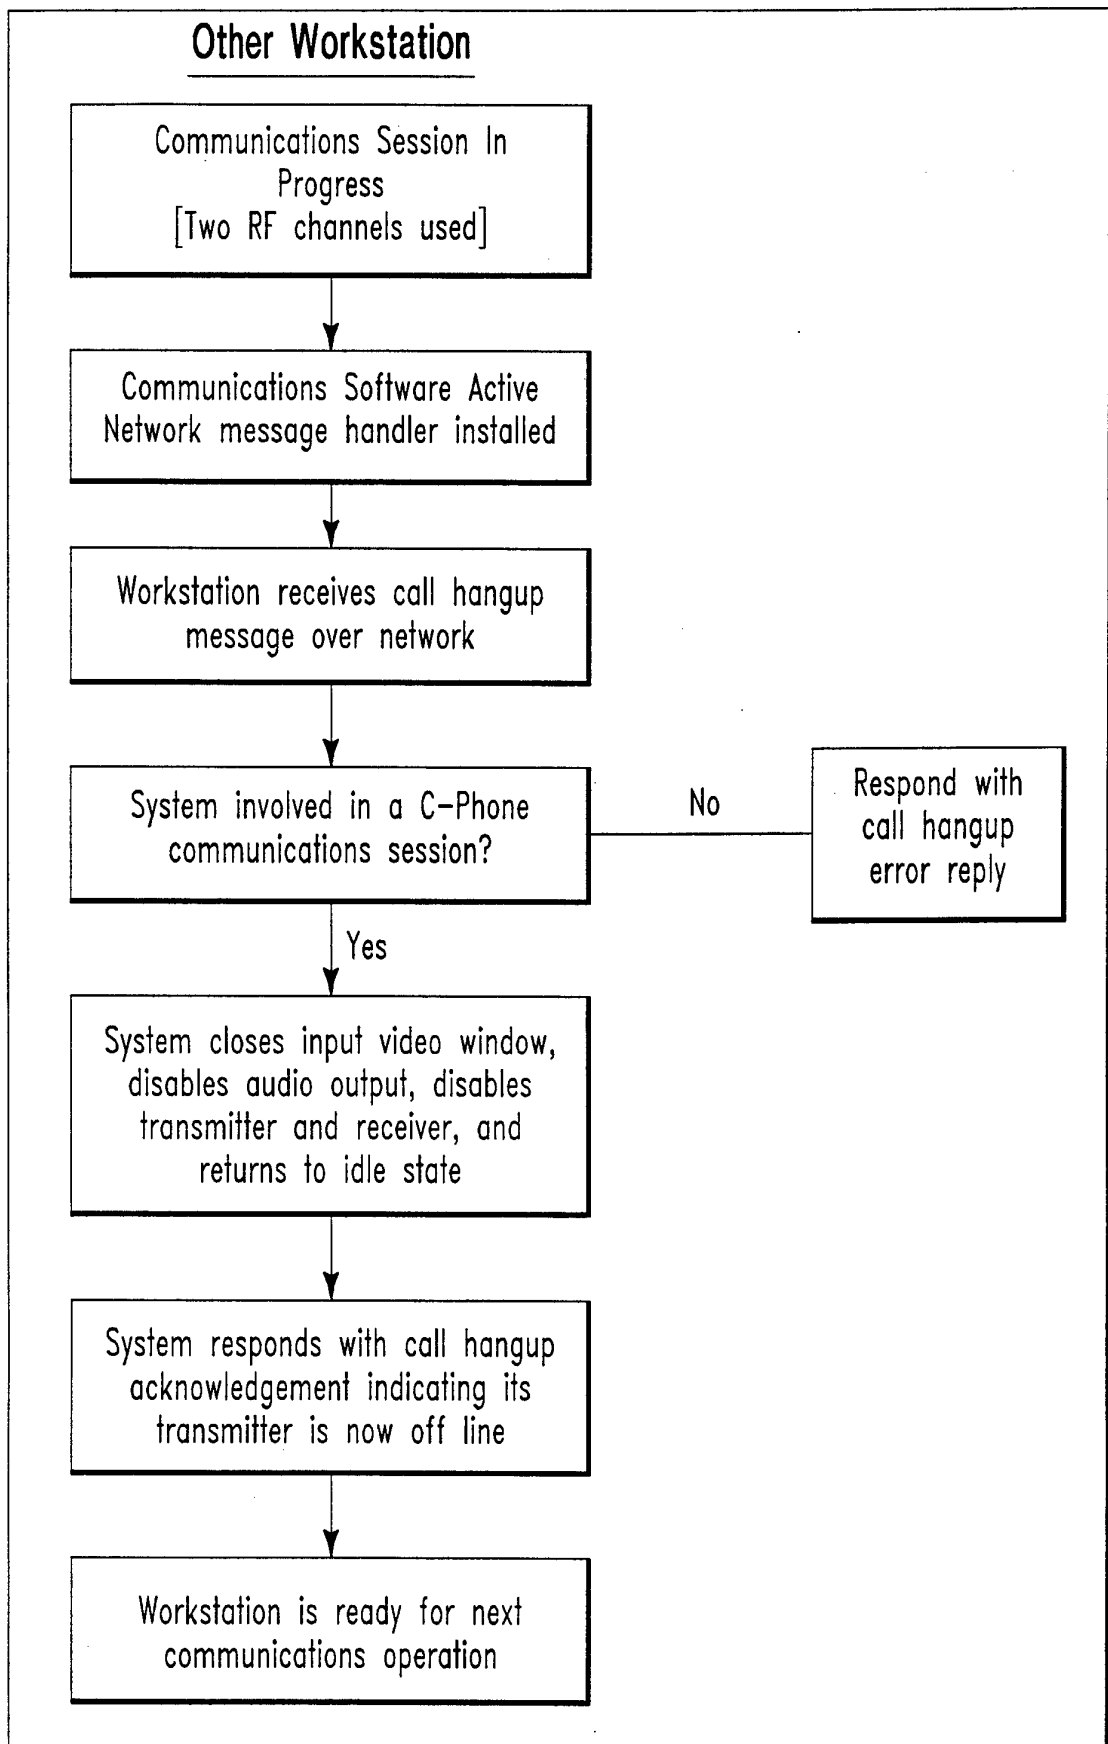 Other Workstation
Communications Session In
Progress
[Two RF channels used]
Communications Software Active
Network message handler installed
Workstation receives call hangup
message over network
System involved in a C-Phone
communications session?
No
Respond with
call hangup
error reply
Yes
System closes input video window,
disables audio output, disables
transmitter and receiver, and
returns to idle state
System responds with call hangup
acknowledgement indicating its
transmitter is now off line
Workstation is ready for next
communications operation